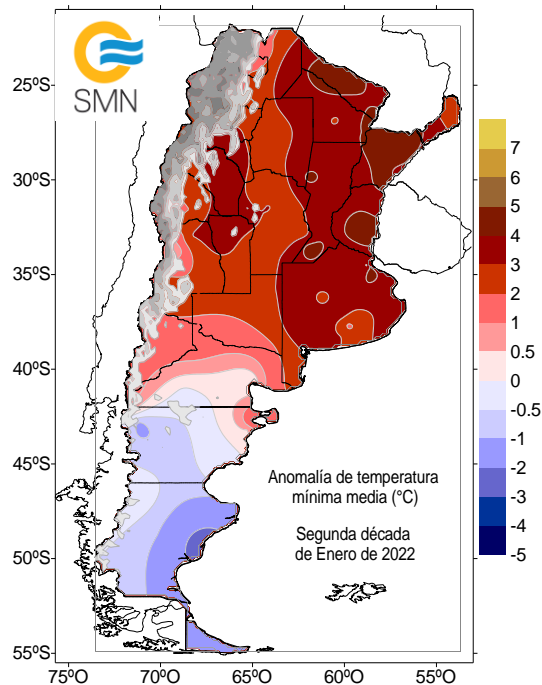 SMN
25ºS
30ºS
35ºS
40ºS
45ºS
50ºS
55ºS
75ºO
70ºO
65ºO
60ºO
55ºO
Anomalía de temperatura
mínima media (°C)
Segunda década
de Enero de 2022
7
6
5
4
3
2
1
0.5
0
-0.5
-1
-2
-3
-4
-5